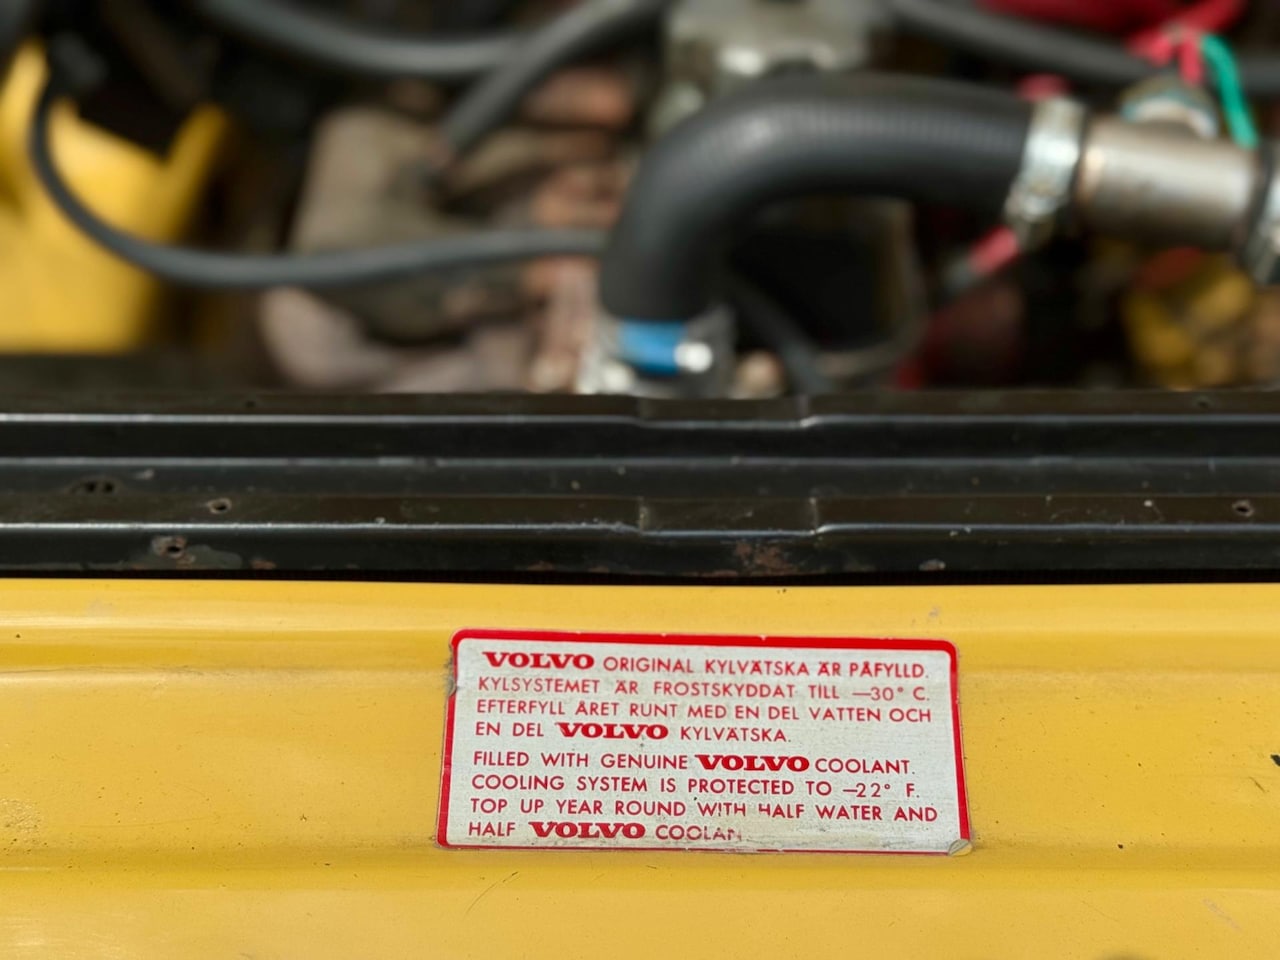 VOLVO ORIGINAL KYLVÄTSKA ÄR PÅFYLLD.
KYLSYSTEMET ÄR FROSTSKYDDAT TILL —30° C.
EFTERFYLL ÅRET RUNT MED EN DEL VATTEN OCH
EN DEL VOLVO KYLVÄTSKA.
FILLED WITH GENUINE VOLVO COOLANT.
COOLING SYSTEM IS PROTECTED TO —22° F.
TOP UP YEAR ROUND WITH HALF WATER AND
HALF VOLVO COOLAN